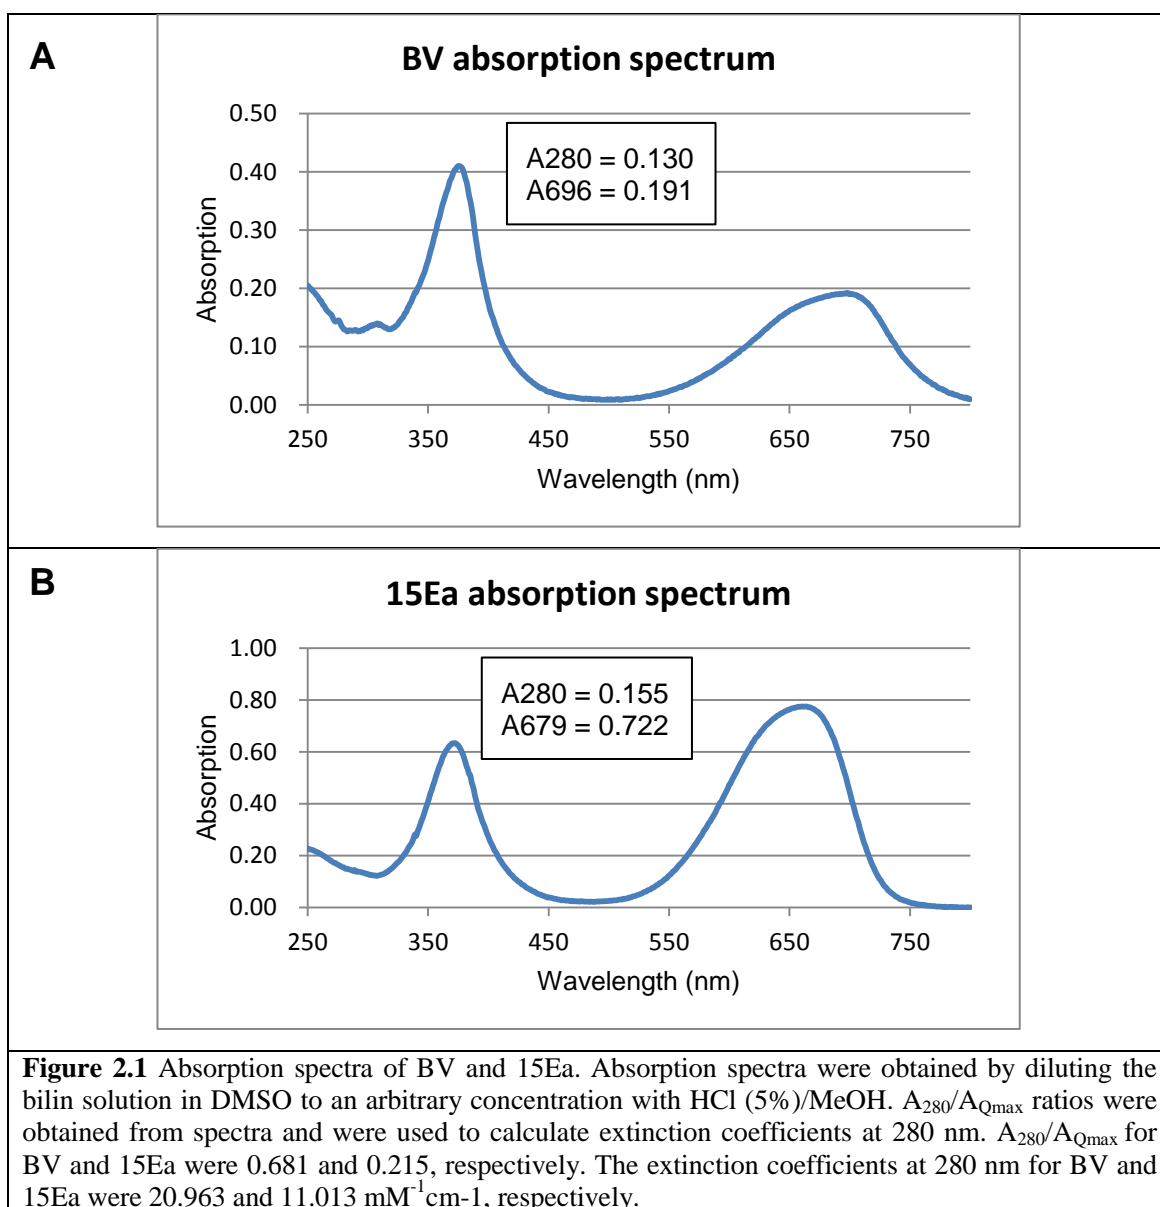 A
BV absorption spectrum
0.50
0.40
0.30
0.20
0.10
0.00
Absorption
A280 = 0.130
A696 = 0.191
250 350 450 550 650 750
Wavelength (nm)
B
15Ea absorption spectrum
1.00
0.80
0.60
0.40
0.20
0.00
Absorption
A280 = 0.155
A679 = 0.722
250 350 450 550 650 750
Wavelength (nm)
Figure 2.1 Absorption spectra of BV and 15Ea. Absorption spectra were obtained by diluting the
bilin solution in DMSO to an arbitrary concentration with HCl (5%)/MeOH. A280/AQmax ratios were
obtained from spectra and were used to calculate extinction coefficients at 280 nm. A280/AQmax for
BV and 15Ea were 0.681 and 0.215, respectively. The extinction coefficients at 280 nm for BV and
15Ea were 20.963 and 11.013 mM-1cm-1, respectively.